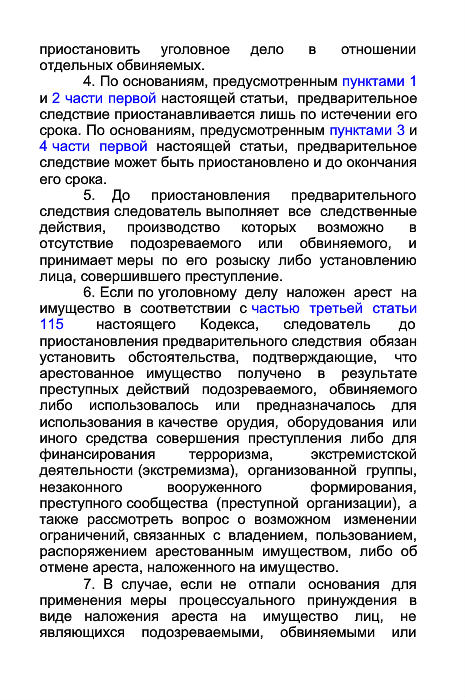 приостановить уголовное дело в отношении
отдельных обвиняемых.
4. По основаниям, предусмотренным пунктами 1
и 2 части первой настоящей статьи, предварительное
следствие приостанавливается лишь по истечении его
срока. По основаниям, предусмотренным пунктами 3 и
4 части первой настоящей статьи, предварительное
следствие может быть приостановлено и до окончания
его срока.
5. До приостановления предварительного
следствия следователь выполняет все следственные
действия, производство которых возможно в
отсутствие подозреваемого или обвиняемого, и
принимает меры по его розыску либо установлению
лица, совершившего преступление.
6. Если по уголовному делу наложен арест на
имущество в соответствии с частью третьей статьи
115 настоящего Кодекса, следователь до
приостановления предварительного следствия обязан
установить обстоятельства, подтверждающие, что
арестованное имущество получено в результате
преступных действий подозреваемого, обвиняемого
либо использовалось или предназначалось для
использования в качестве орудия, оборудования или
иного средства совершения преступления либо для
финансирования терроризма, экстремистской
деятельности (экстремизма), организованной группы,
незаконного вооруженного формирования,
преступного сообщества (преступной организации), а
также рассмотреть вопрос о возможном изменении
ограничений, связанных с владением, пользованием,
распоряжением арестованным имуществом, либо об
отмене ареста, наложенного на имущество.
7. В случае, если не отпали основания для
применения меры процессуального принуждения в
виде наложения ареста на имущество лиц, не
являющихся подозреваемыми, обвиняемыми или